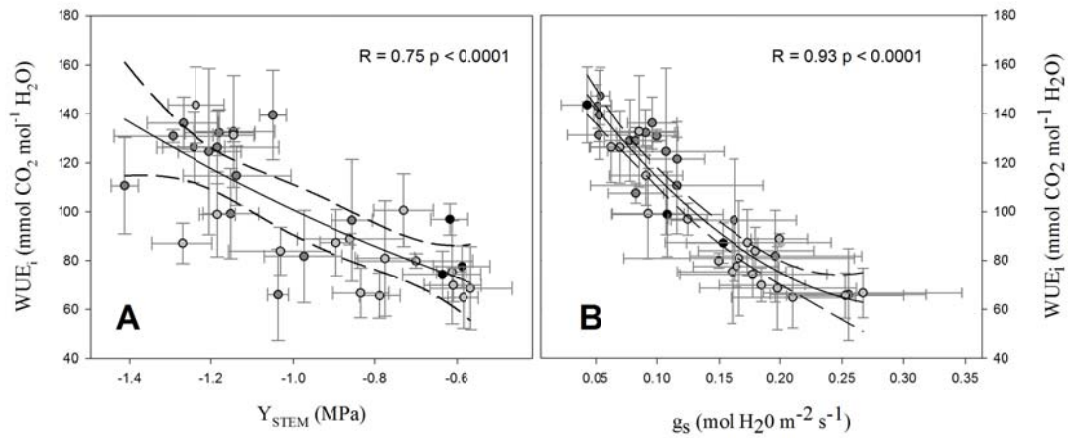 180
160
140
120
100
80
60
40
WUEi (mmol CO2 mol-1 H2O)
R = 0.75 p < 0.0001
A
-1.4 -1.2 -1.0 -0.8 -0.6
YSTEM (MPa)
R = 0.93 p < 0.0001
B
0.05 0.10 0.15 0.20 0.25 0.30 0.35
gs (mol H20 m-2 s-1)
180
160
140
120
100
80
60
40
WUEi (mmol CO2 mol-1 H2O)